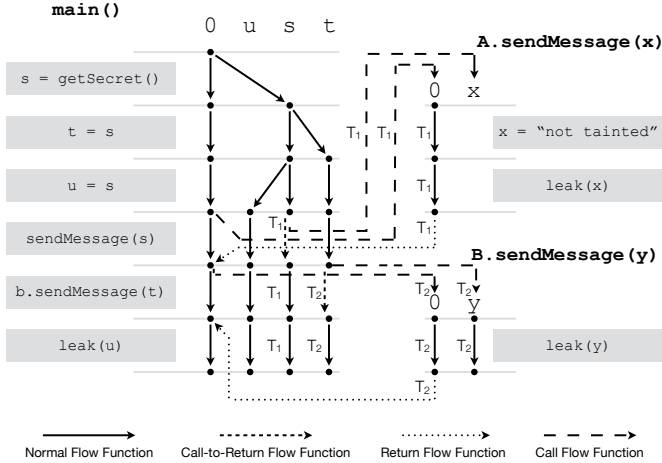 main()
0 u s t
A.sendMessage(x)
s = getSecret()
0 x
t = s
T1 T1 T1
x = “not tainted”
u = s
T1
leak(x)
T1
T1
sendMessage(s)
B.sendMessage(y)
b.sendMessage(t)
T1 T2
T2 T2
0 y
leak(u)
T1 T2
T2 T2
leak(y)
T2
Normal Flow Function
Call-to-Return Flow Function
Return Flow Function
Call Flow Function